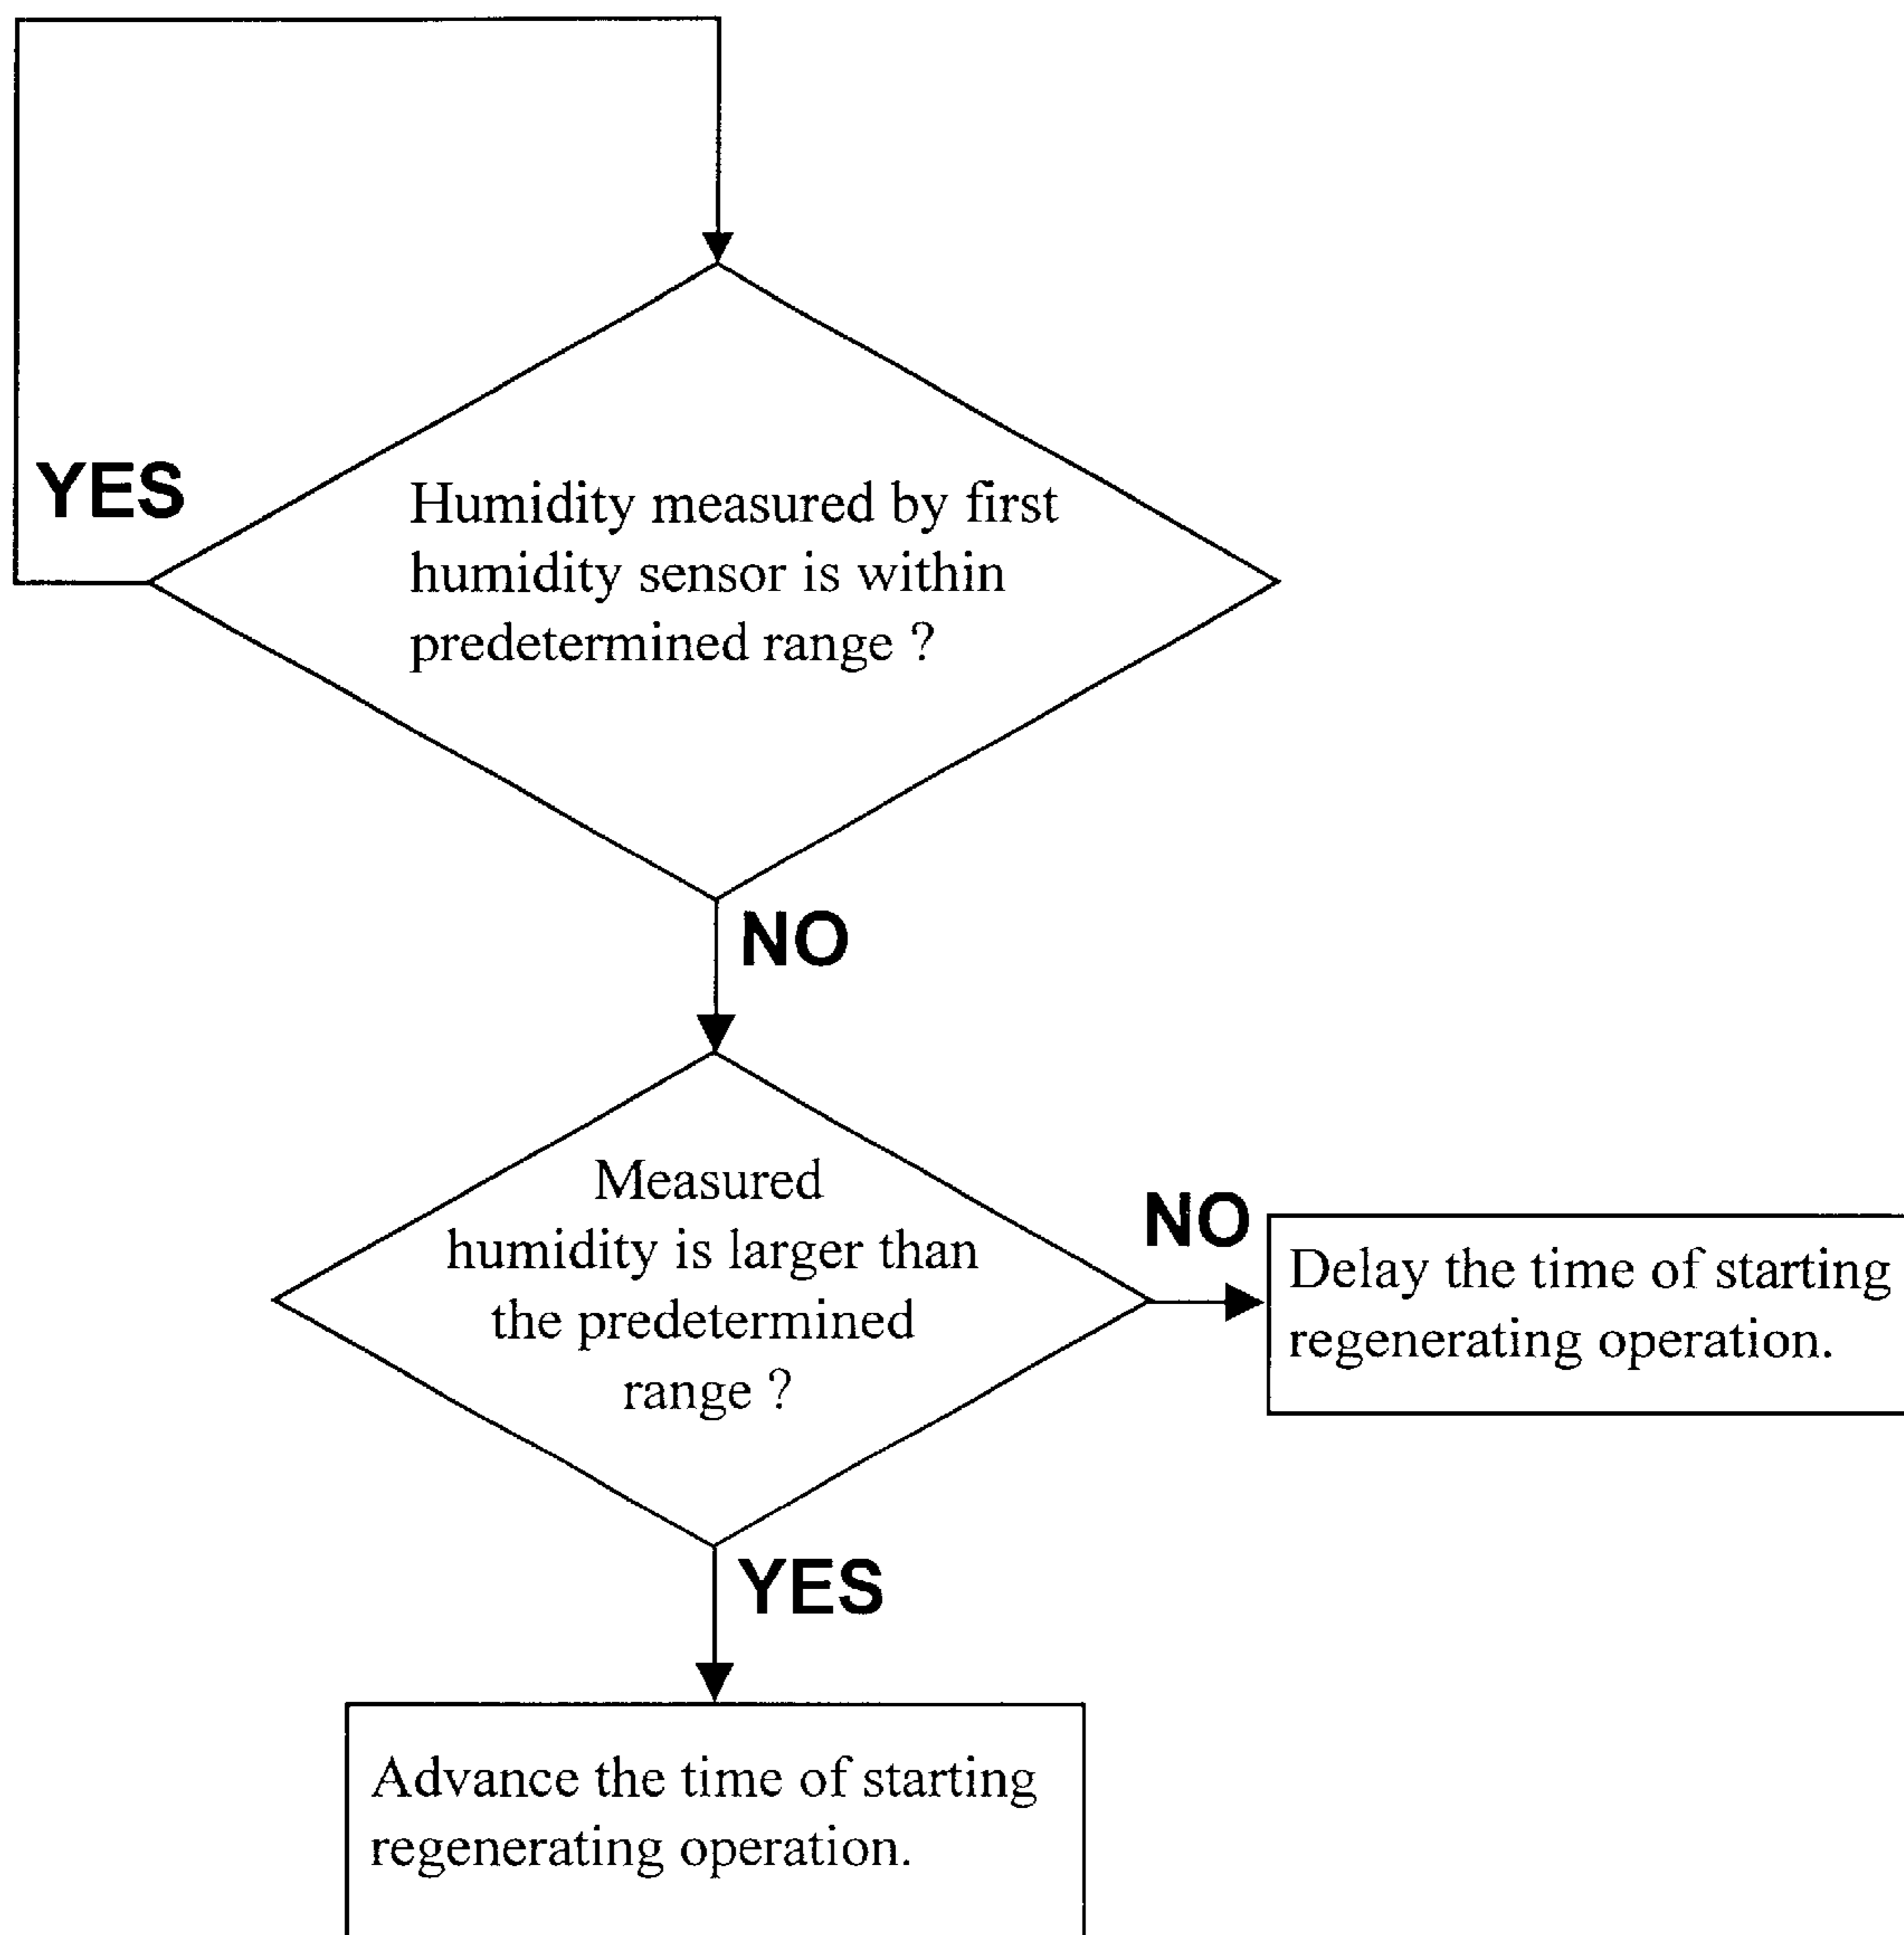 YES
Humidity measured by first
humidity sensor is within
predetermined range ?
NO
Measured
humidity is larger than
the predetermined
range ?
NO
Delay the time of starting
regenerating operation.
YES
Advance the time of starting
regenerating operation.